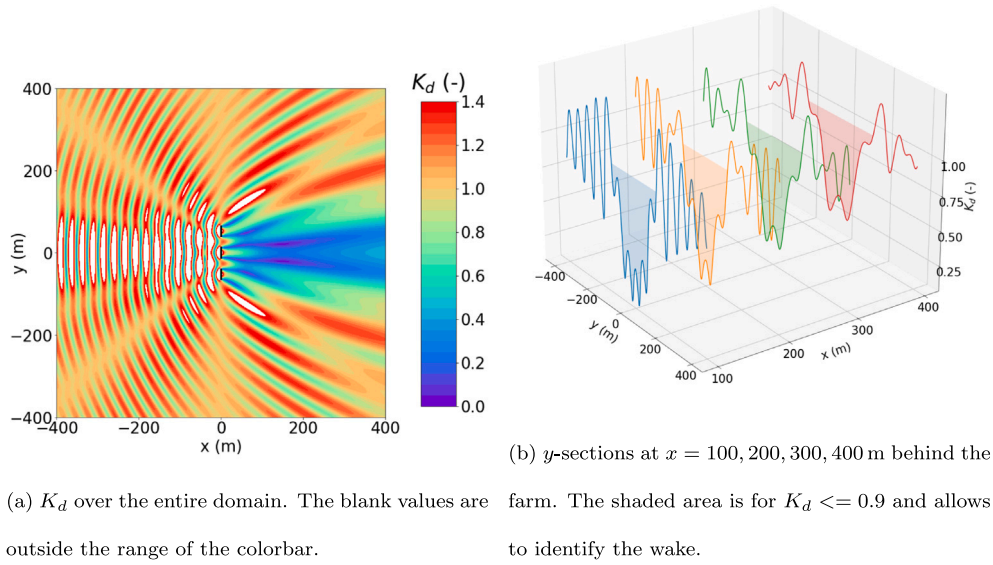 K_d (-)
400
200
0
−200
−400
y (m)
−400
−200
0
200
400
x (m)
1.4
1.2
1.0
0.8
0.6
0.4
0.2
0.0
(a) K_d over the entire domain. The blank values are
outside the range of the colorbar.
1.00
0.75
0.50
0.25
K_d (-)
−400
−200
0
200
400
y (m)
100
200
300
400
x (m)
(b) y-sections at x = 100, 200, 300, 400 m behind the
farm. The shaded area is for K_d <= 0.9 and allows
to identify the wake.